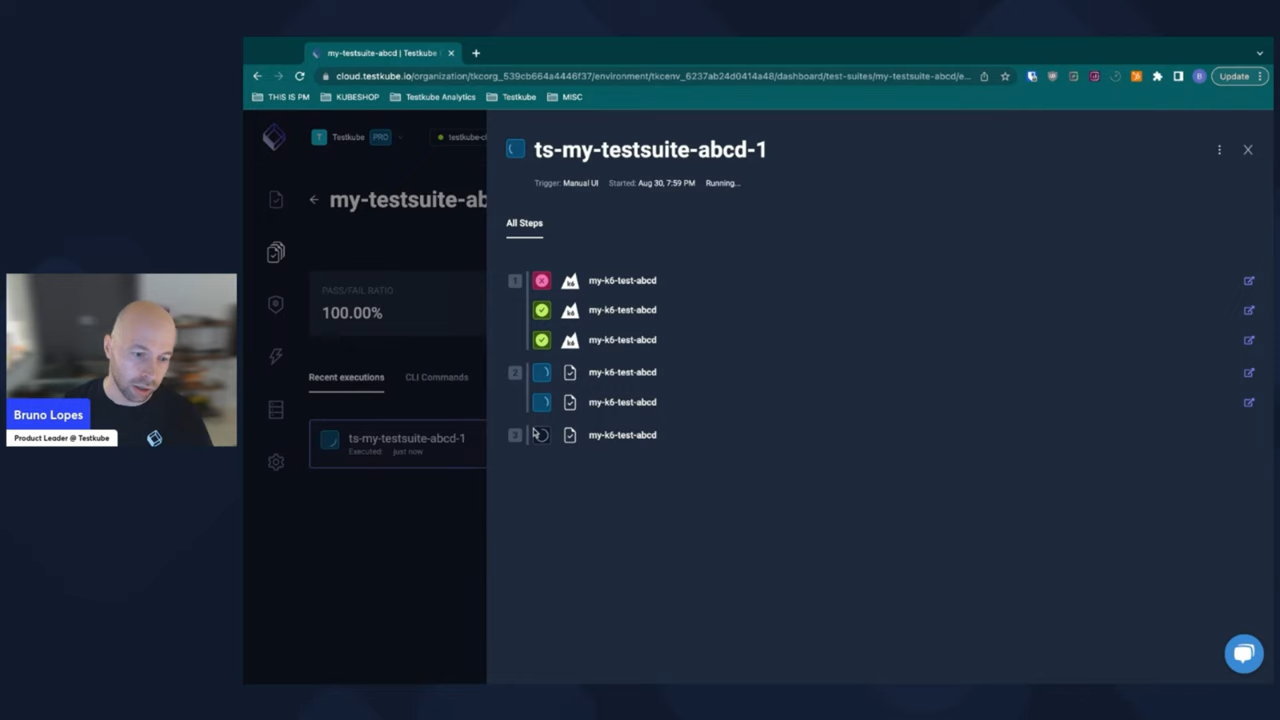 my-testsuite-abcd | Testkube
cloud.testkube.io/organization/tkcorg_539cb664a4446f37/environment/tkcenv_6237ab24d0414a48/dashboard/test-suites/my-testsuite-abcd/e...
Update
THIS IS PM
KUBESHOP
Testkube Analytics
Testkube
MISC
T
Testkube
PRO
testkube-cl
my-testsuite-ab
PASS/FAIL RATIO
100.00%
Recent executions
CLI Commands
ts-my-testsuite-abcd-1
Executed: just now
ts-my-testsuite-abcd-1
Trigger: Manual UI Started: Aug 30, 7:59 PM Running...
All Steps
1
k6
my-k6-test-abcd
k6
my-k6-test-abcd
k6
my-k6-test-abcd
2
my-k6-test-abcd
my-k6-test-abcd
3
my-k6-test-abcd
Bruno Lopes
Product Leader @ Testkube